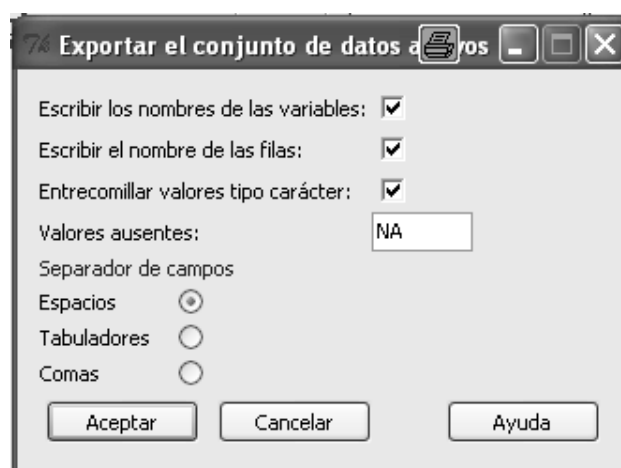 Exportar el conjunto de datos a vos
Escribir los nombres de las variables:
Escribir el nombre de las filas:
Entrecomillar valores tipo carácter:
Valores ausentes: NA
Separador de campos
Espacios
Tabuladores
Comas
Aceptar Cancelar Ayuda